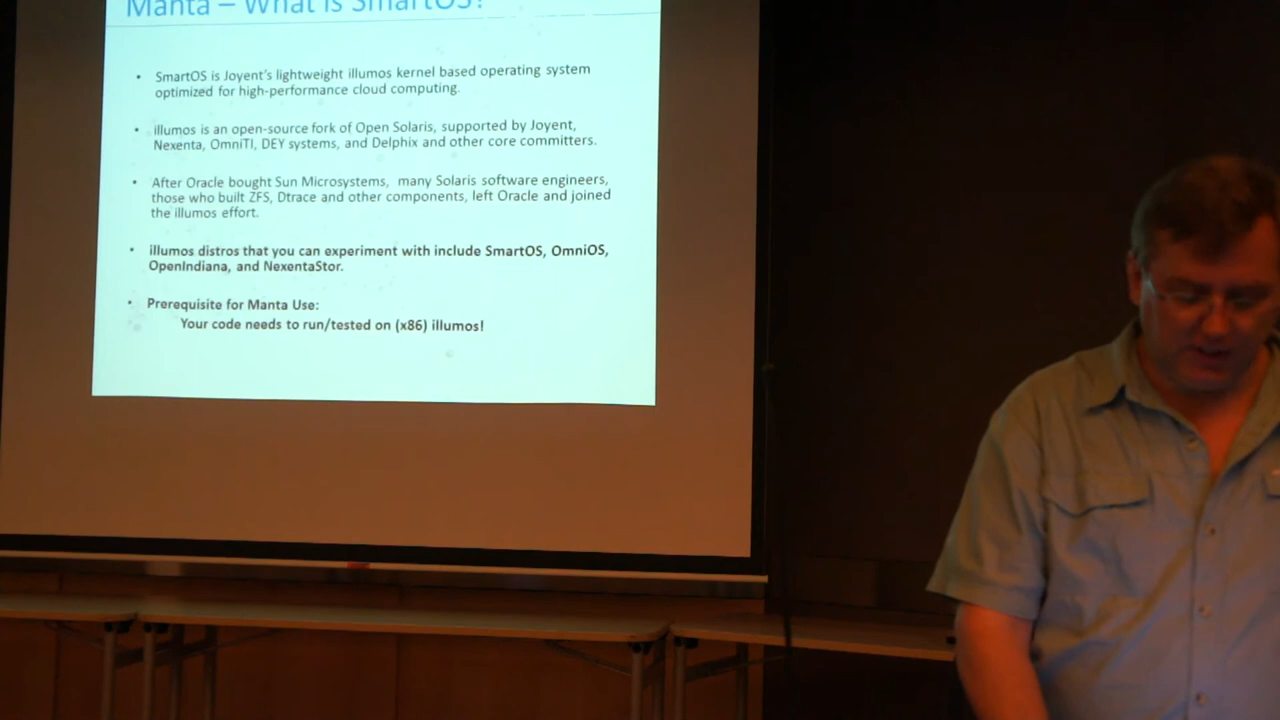 Manta – What is SmartOS?
• SmartOS is Joyent's lightweight illumos kernel based operating system
optimized for high-performance cloud computing.
• illumos is an open-source fork of Open Solaris, supported by Joyent,
Nexenta, OmniTI, DEY systems, and Delphix and other core committers.
• After Oracle bought Sun Microsystems, many Solaris software engineers,
those who built ZFS, Dtrace and other components, left Oracle and joined
the illumos effort.
• illumos distros that you can experiment with include SmartOS, OmniOS,
OpenIndiana, and NexentaStor.
• Prerequisite for Manta Use:
Your code needs to run/tested on (x86) illumos!